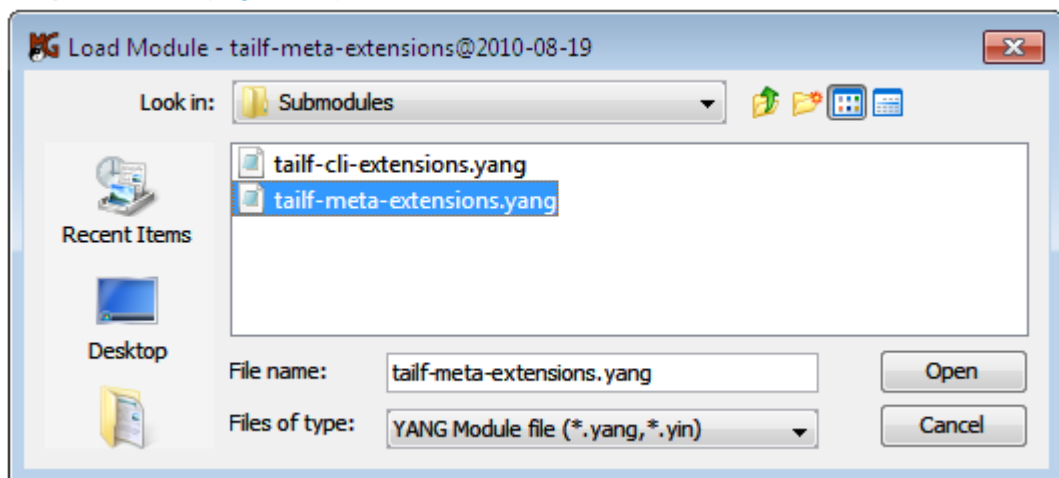 MG Load Module - tailf-meta-extensions@2010-08-19
Look in: Submodules
tailf-cli-extensions.yang
tailf-meta-extensions.yang
Recent Items
Desktop
File name: tailf-meta-extensions.yang Open
Files of type: YANG Module file (*.yang,*.yin) Cancel